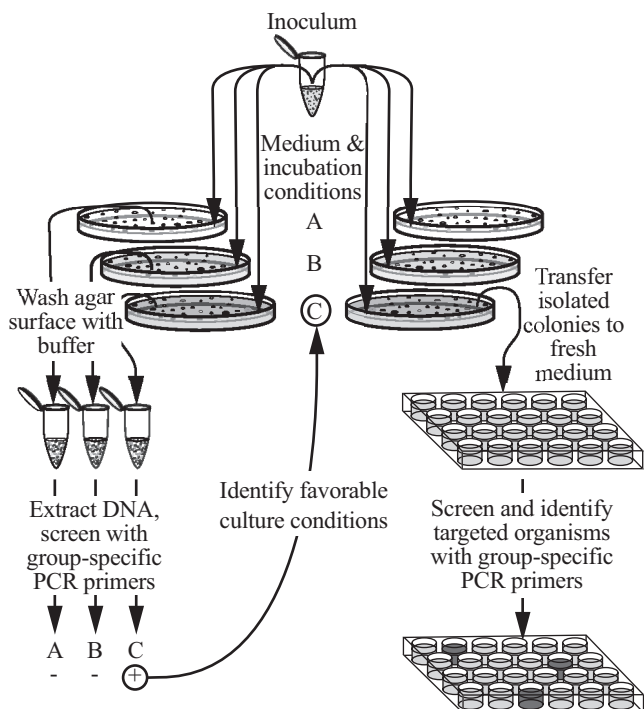 Inoculum
Medium &
incubation
conditions
A
B
C
Wash agar
surface with
buffer
Transfer
isolated
colonies to
fresh
medium
Extract DNA,
screen with
group-specific
PCR primers
Identify favorable
culture conditions
Screen and identify
targeted organisms
with group-specific
PCR primers
A B C
- - +